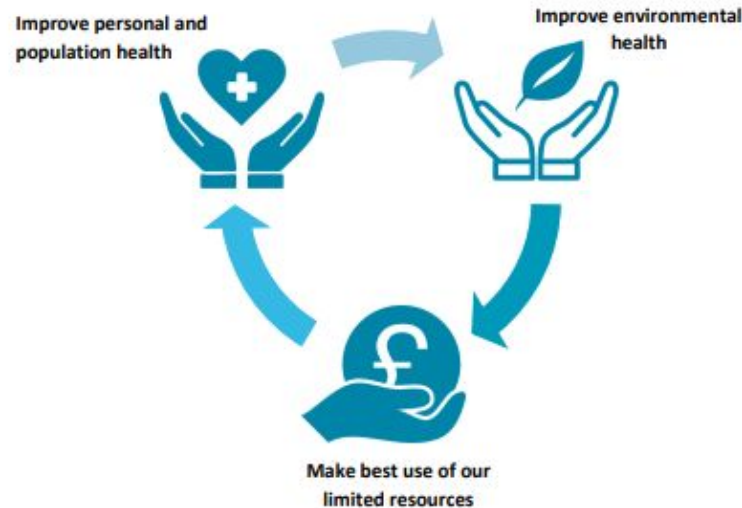 Improve personal and
population health
Improve environmental
health
£
Make best use of our
limited resources